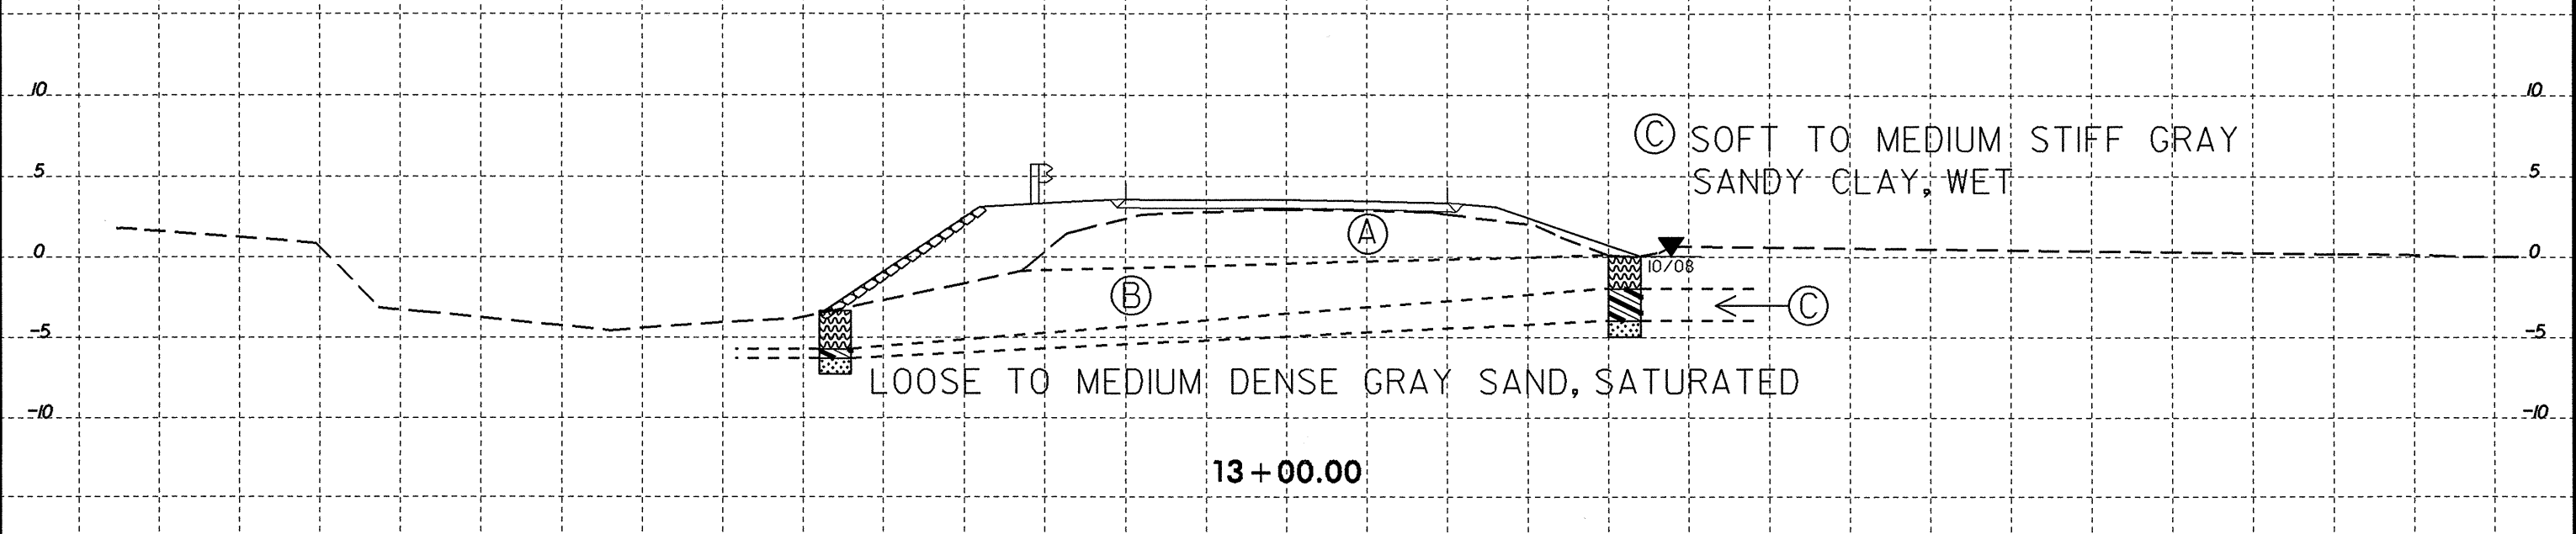 10 10
Ⓒ SOFT TO MEDIUM STIFF GRAY
5 SANDY CLAY, WET 5
Ⓐ
0 10/08 0
Ⓑ Ⓒ
-5 -5
LOOSE TO MEDIUM DENSE GRAY SAND, SATURATED
-10 -10
13+00.00